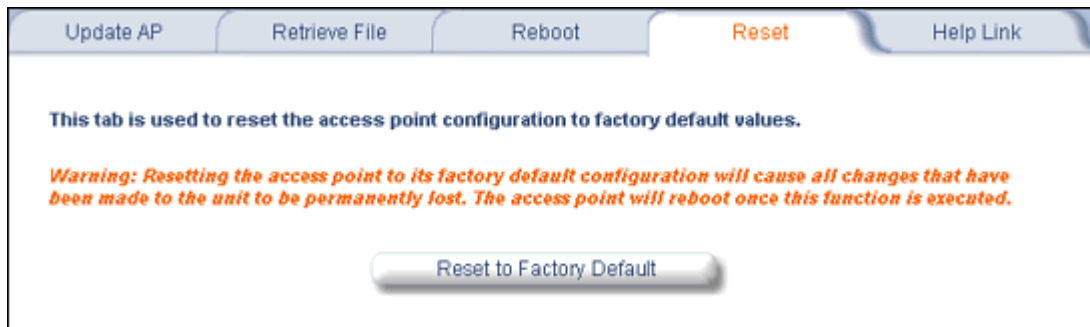 Update AP Retrieve File Reboot Reset Help Link
This tab is used to reset the access point configuration to factory default values.
Warning: Resetting the access point to its factory default configuration will cause all changes that have
been made to the unit to be permanently lost. The access point will reboot once this function is executed.
Reset to Factory Default